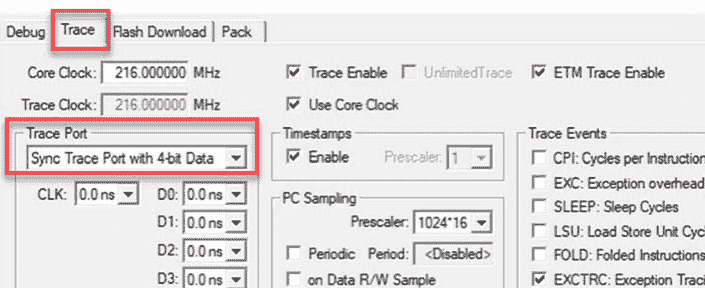 Debug Trace Flash Download Pack
Core Clock: 216.000000 MHz Trace Enable UnlimitedTrace ETM Trace Enable
Trace Clock: 216.000000 MHz Use Core Clock
Trace Port Timestamps Trace Events
Sync Trace Port with 4-bit Data Enable Prescaler: 1 CPI: Cycles per Instruction
CLK: 0.0 ns D0: 0.0 ns PC Sampling EXC: Exception overhead
D1: 0.0 ns Prescaler: 1024*16 SLEEP: Sleep Cycles
LSU: Load Store Unit Cyc
D2: 0.0 ns Periodic Period: <Disabled> FOLD: Folded Instructions
D3: 0.0 ns on Data R/W Sample EXCTRC: Exception Traci